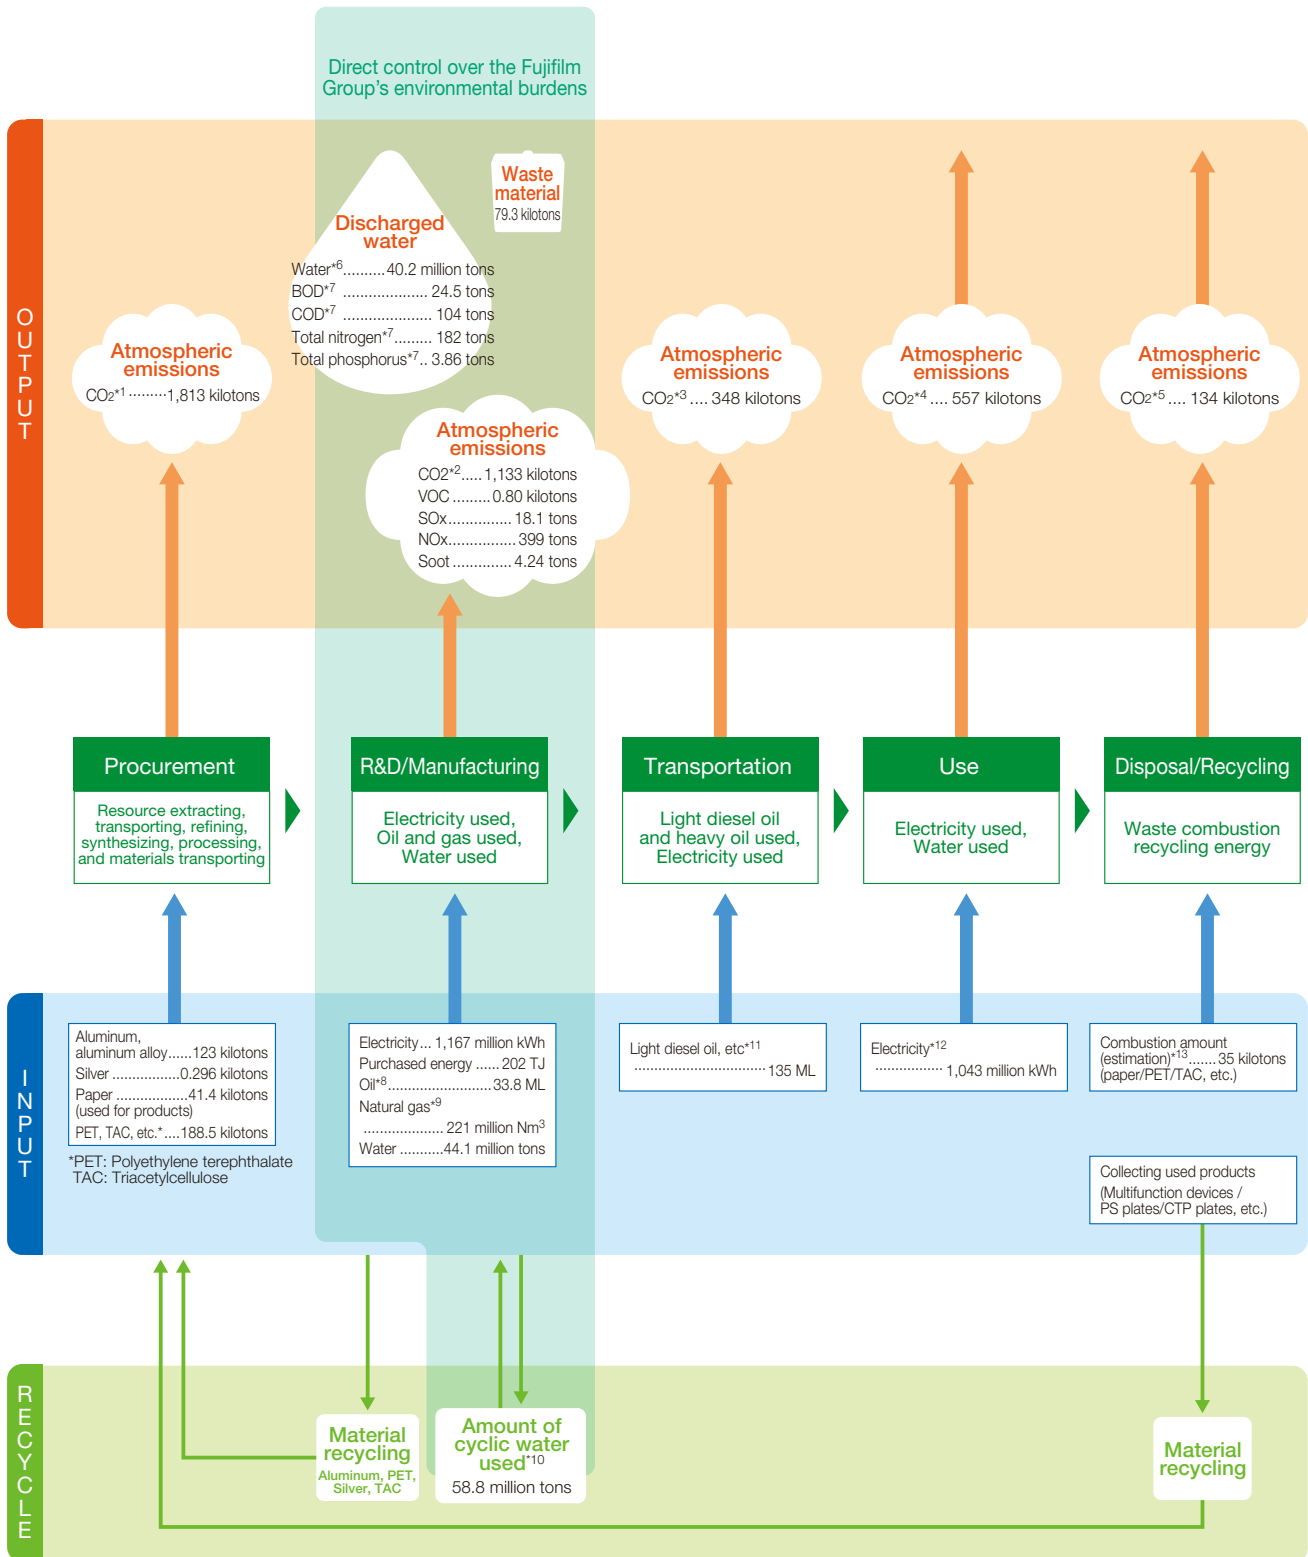 Direct control over the Fujifilm
Group's environmental burdens
OUTPUT
Waste
material
79.3 kilotons
Discharged
water
Water*6..........40.2 million tons
BOD*7 .................... 24.5 tons
COD*7 ..................... 104 tons
Total nitrogen*7......... 182 tons
Total phosphorus*7.. 3.86 tons
Atmospheric
emissions
CO2*1 ·········1,813 kilotons
Atmospheric
emissions
CO2*2..... 1,133 kilotons
VOC ......... 0.80 kilotons
SOx............... 18.1 tons
NOx................ 399 tons
Soot .............. 4.24 tons
Atmospheric
emissions
CO2*3 .... 348 kilotons
Atmospheric
emissions
CO2*4 .... 557 kilotons
Atmospheric
emissions
CO2*5 .... 134 kilotons
Procurement
Resource extracting,
transporting, refining,
synthesizing, processing,
and materials transporting
R&D/Manufacturing
Electricity used,
Oil and gas used,
Water used
Transportation
Light diesel oil
and heavy oil used,
Electricity used
Use
Electricity used,
Water used
Disposal/Recycling
Waste combustion
recycling energy
INPUT
Aluminum,
aluminum alloy......123 kilotons
Silver .................0.296 kilotons
Paper .................41.4 kilotons
(used for products)
PET, TAC, etc.*....188.5 kilotons
*PET: Polyethylene terephthalate
TAC: Triacetylcellulose
Electricity... 1,167 million kWh
Purchased energy ...... 202 TJ
Oil*8..........................33.8 ML
Natural gas*9
.................... 221 million Nm3
Water ...........44.1 million tons
Light diesel oil, etc*11
································ 135 ML
Electricity*12
················· 1,043 million kWh
Combustion amount
(estimation)*13....... 35 kilotons
(paper/PET/TAC, etc.)
Collecting used products
(Multifunction devices /
PS plates/CTP plates, etc.)
RECYCLE
Material
recycling
Aluminum, PET,
Silver, TAC
Amount of
cyclic water
used*10
58.8 million tons
Material
recycling